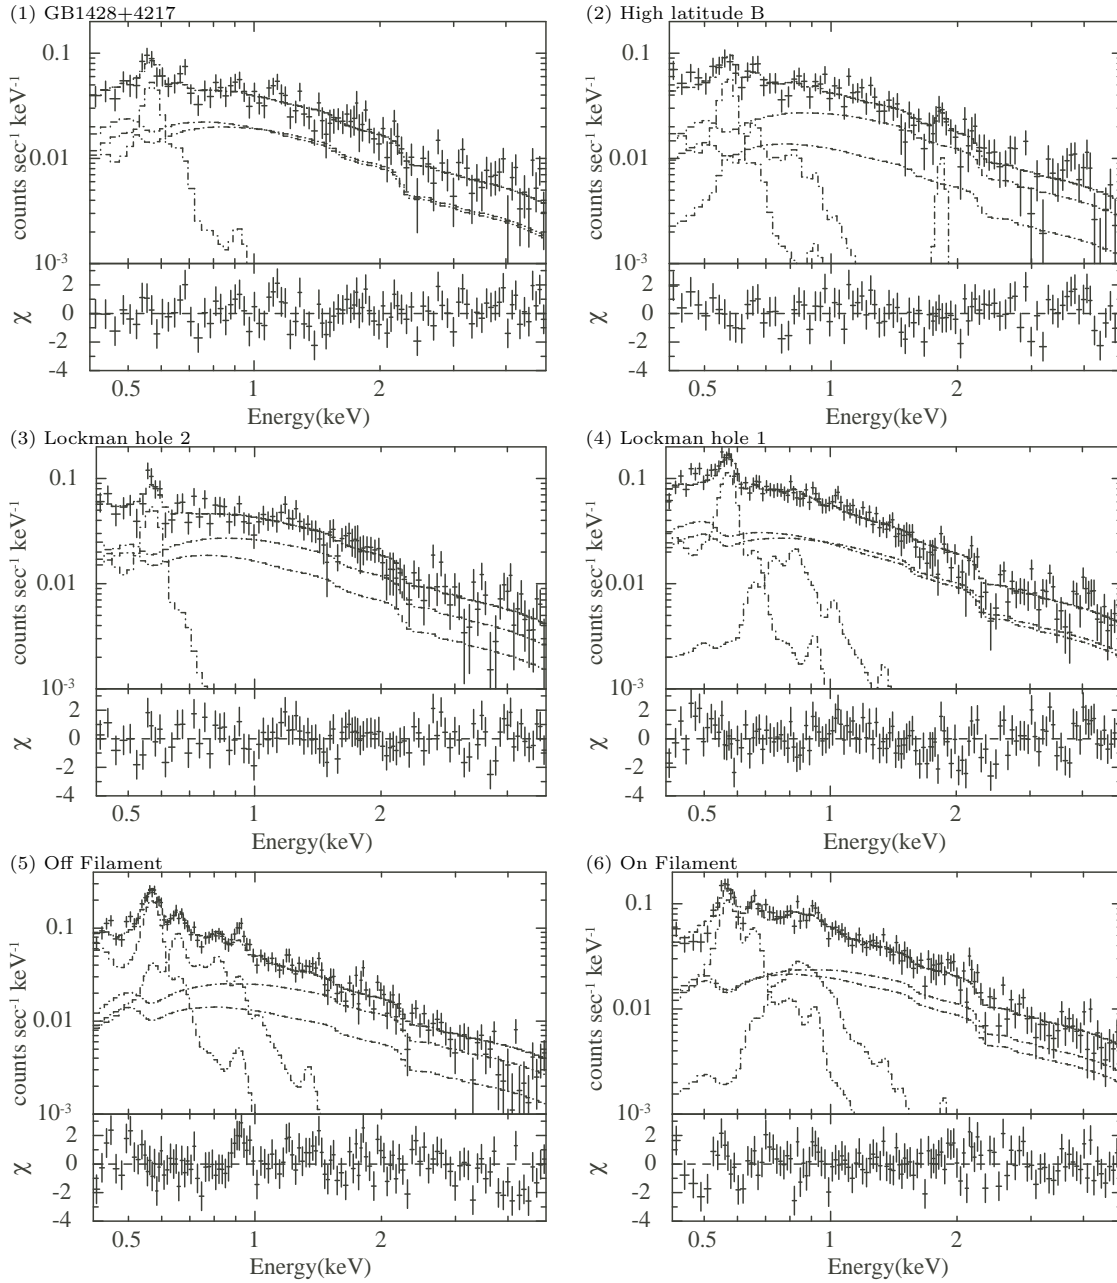 (1) GB1428+4217
0.1
0.01
10-3
counts sec-1 keV-1
2
0
-2
-4
χ
0.5 1 2
Energy(keV)
(2) High latitude B
0.1
0.01
10-3
counts sec-1 keV-1
2
0
-2
-4
χ
0.5 1 2
Energy(keV)
(3) Lockman hole 2
0.1
0.01
10-3
counts sec-1 keV-1
2
0
-2
-4
χ
0.5 1 2
Energy(keV)
(4) Lockman hole 1
0.1
0.01
10-3
counts sec-1 keV-1
2
0
-2
-4
χ
0.5 1 2
Energy(keV)
(5) Off Filament
0.1
0.01
10-3
counts sec-1 keV-1
2
0
-2
-4
χ
0.5 1 2
Energy(keV)
(6) On Filament
0.1
0.01
10-3
counts sec-1 keV-1
2
0
-2
-4
χ
0.5 1 2
Energy(keV)